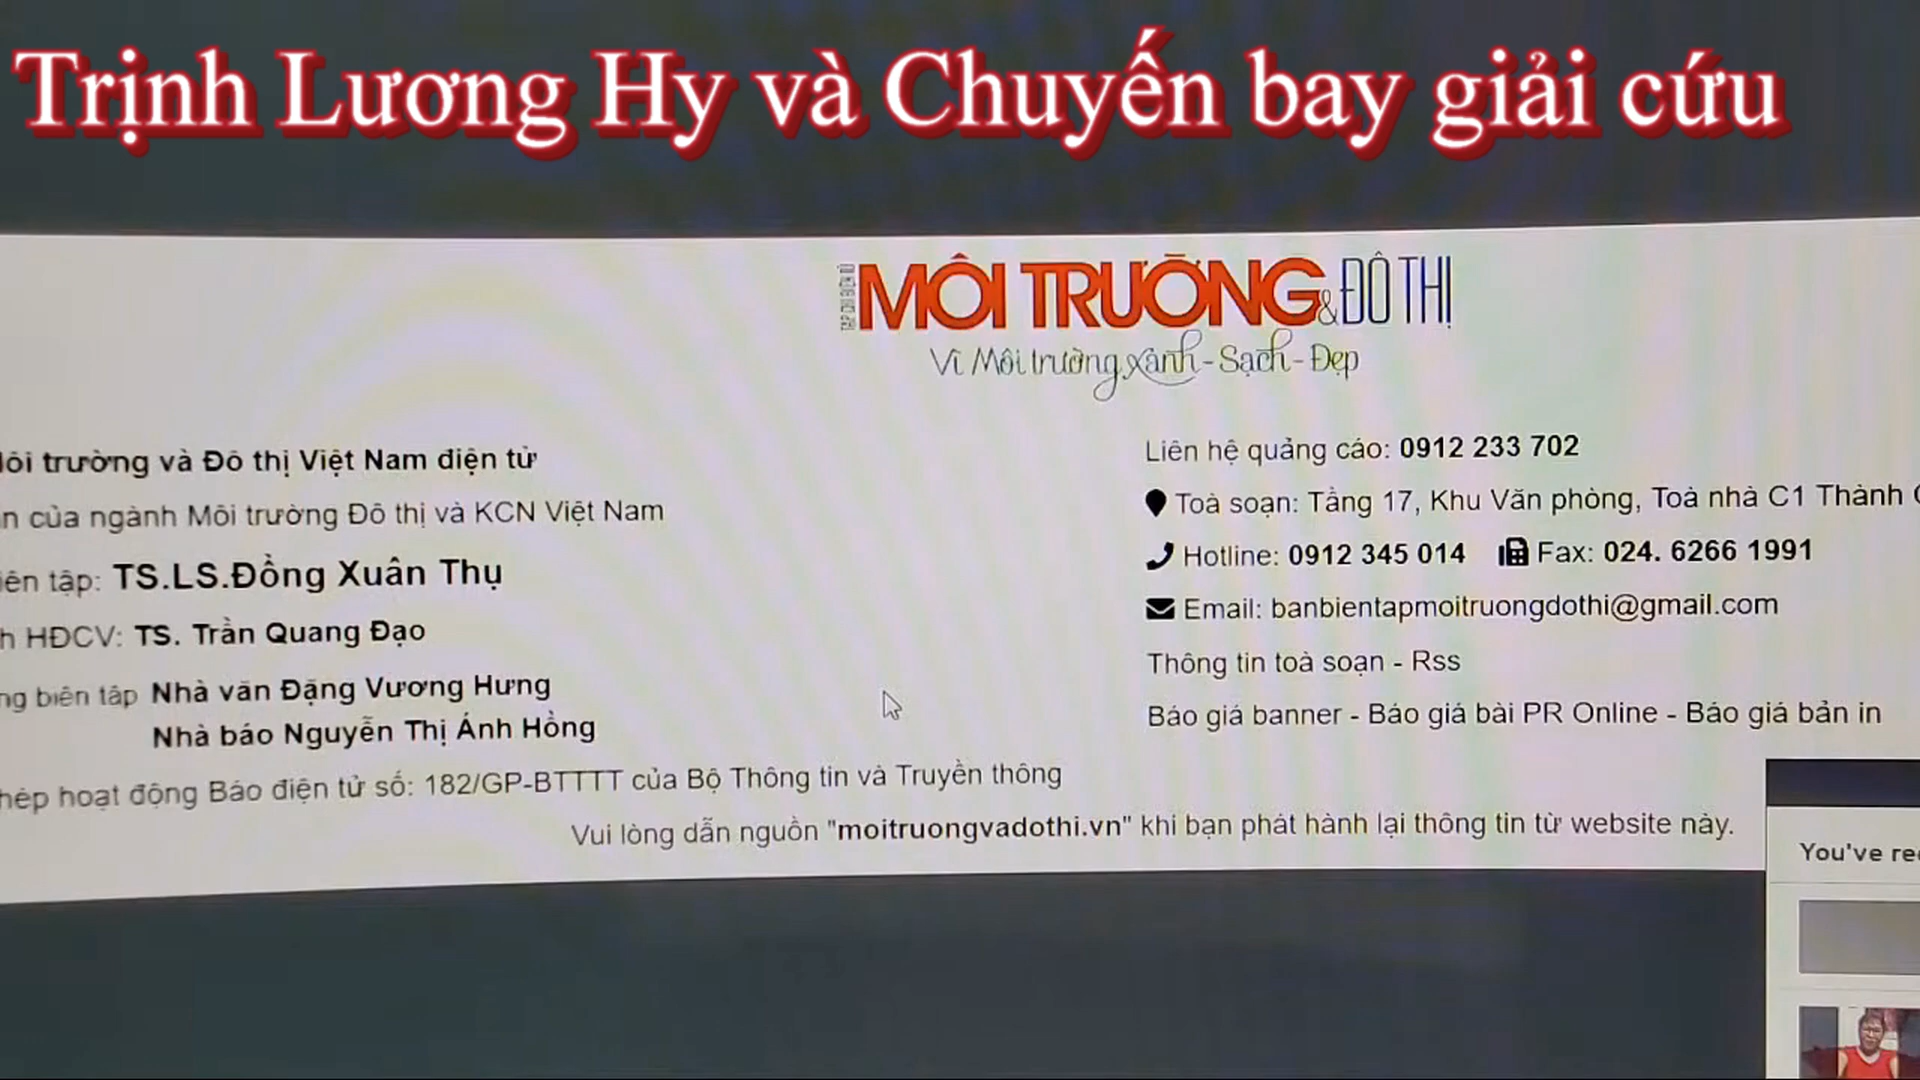 Trịnh Lương Hy và Chuyến bay giải cứu
TẠP CHÍ ĐIỆN TỬ
MÔI TRƯỜNG & ĐÔ THỊ
Vì Môi trường Xanh - Sạch - Đẹp
ôi trường và Đô thị Việt Nam điện tử
n của ngành Môi trường Đô thị và KCN Việt Nam
iên tập: TS.LS.Đồng Xuân Thụ
h HĐCV: TS. Trần Quang Đạo
ng biên tập Nhà văn Đặng Vương Hưng
Nhà báo Nguyễn Thị Ánh Hồng
hép hoạt động Báo điện tử số: 182/GP-BTTTT của Bộ Thông tin và Truyền thông
Liên hệ quảng cáo: 0912 233 702
Toà soạn: Tầng 17, Khu Văn phòng, Toà nhà C1 Thành
Hotline: 0912 345 014 Fax: 024. 6266 1991
Email: banbientapmoitruongdothi@gmail.com
Thông tin toà soạn - Rss
Báo giá banner - Báo giá bài PR Online - Báo giá bản in
Vui lòng dẫn nguồn "moitruongvadothi.vn" khi bạn phát hành lại thông tin từ website này.
You've re